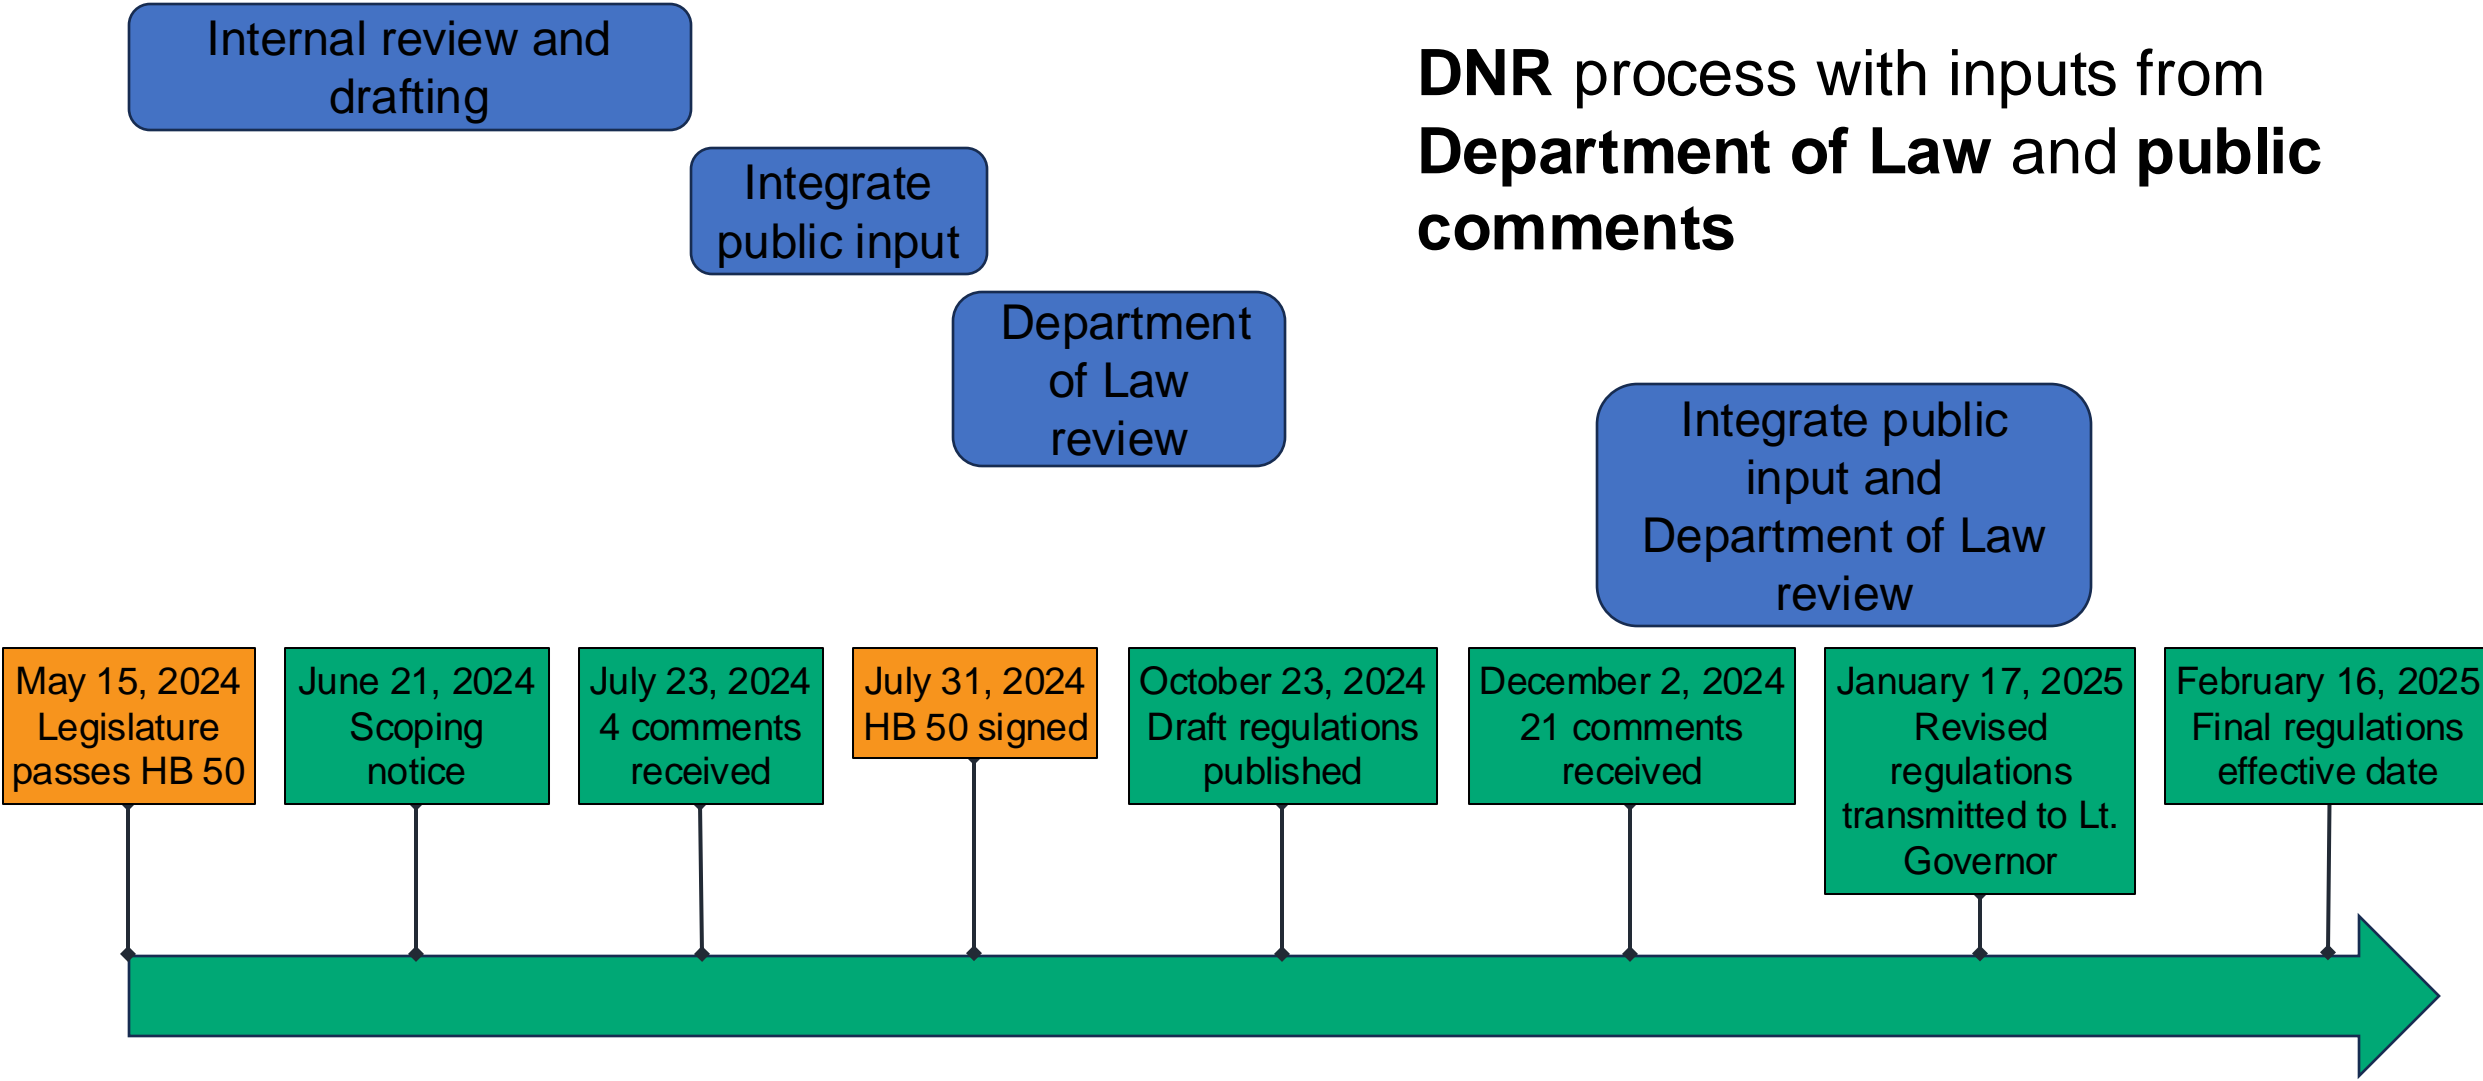 Internal review and
drafting
DNR process with inputs from
Department of Law and public
comments
Integrate
public input
Department
of Law
review
Integrate public
input and
Department of Law
review
May 15, 2024
Legislature
passes HB 50
June 21, 2024
Scoping
notice
July 23, 2024
4 comments
received
July 31, 2024
HB 50 signed
October 23, 2024
Draft regulations
published
December 2, 2024
21 comments
received
January 17, 2025
Revised
regulations
transmitted to Lt.
Governor
February 16, 2025
Final regulations
effective date